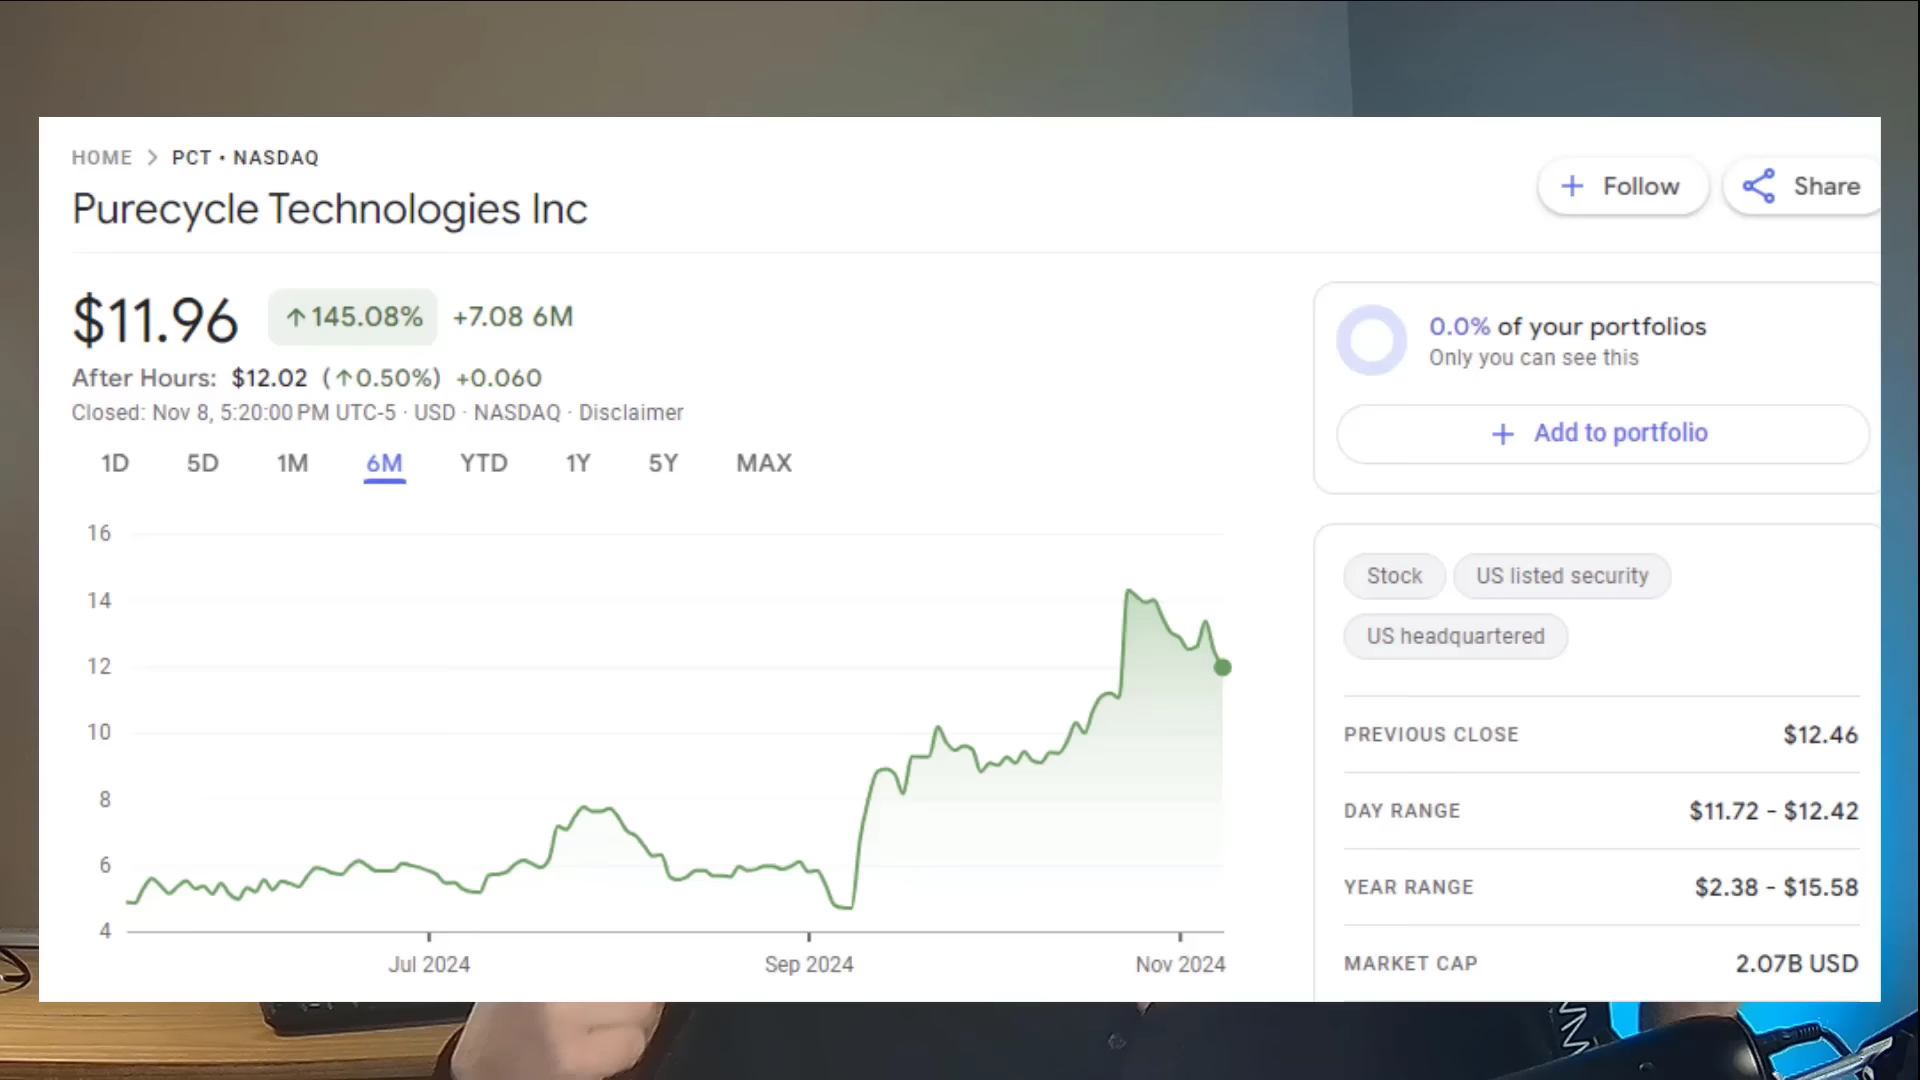 HOME > PCT • NASDAQ
Purecycle Technologies Inc
Follow
Share
$11.96 ↑145.08% +7.08 6M
After Hours: $12.02 (↑0.50%) +0.060
Closed: Nov 8, 5:20:00 PM UTC-5 · USD · NASDAQ · Disclaimer
1D 5D 1M 6M YTD 1Y 5Y MAX
16
14
12
10
8
6
4
Jul 2024 Sep 2024 Nov 2024
0.0% of your portfolios
Only you can see this
+ Add to portfolio
Stock US listed security
US headquartered
PREVIOUS CLOSE $12.46
DAY RANGE $11.72 - $12.42
YEAR RANGE $2.38 - $15.58
MARKET CAP 2.07B USD